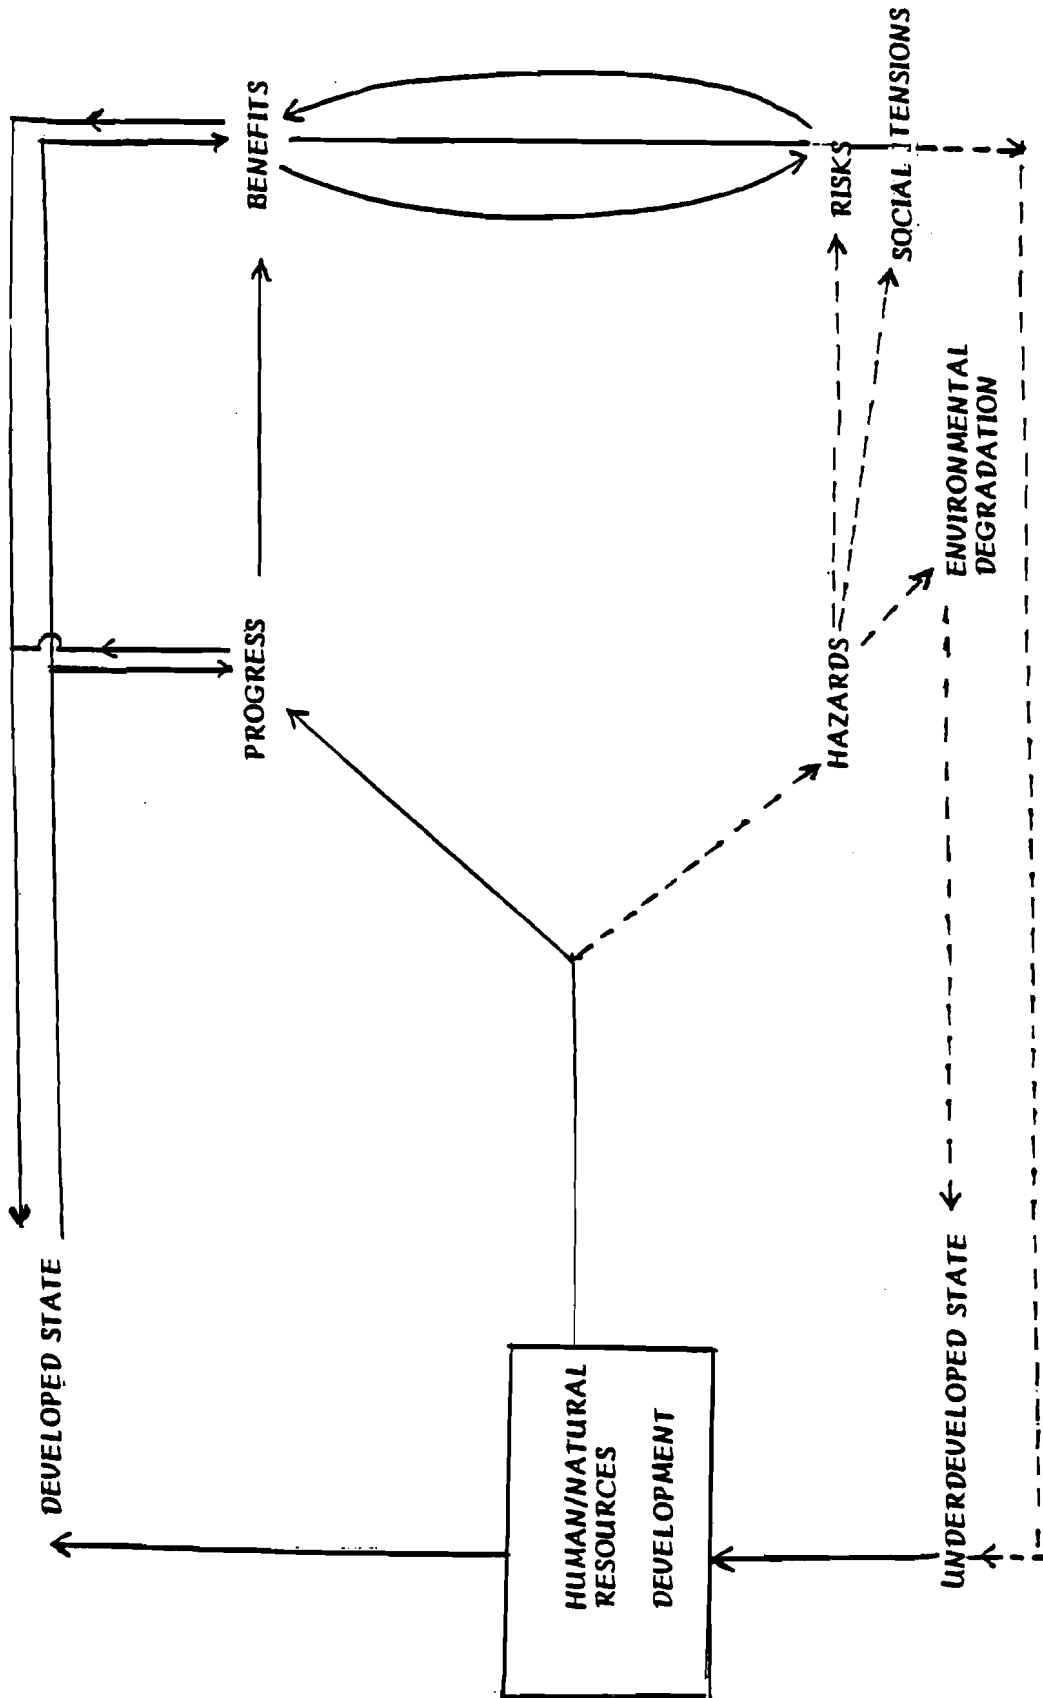 DEVELOPED STATE
PROGRESS
BENEFITS
HUMAN/NATURAL
RESOURCES
DEVELOPMENT
HAZARDS
RISKS
SOCIAL TENSIONS
UNDERDEVELOPED STATE
ENVIRONMENTAL
DEGRADATION